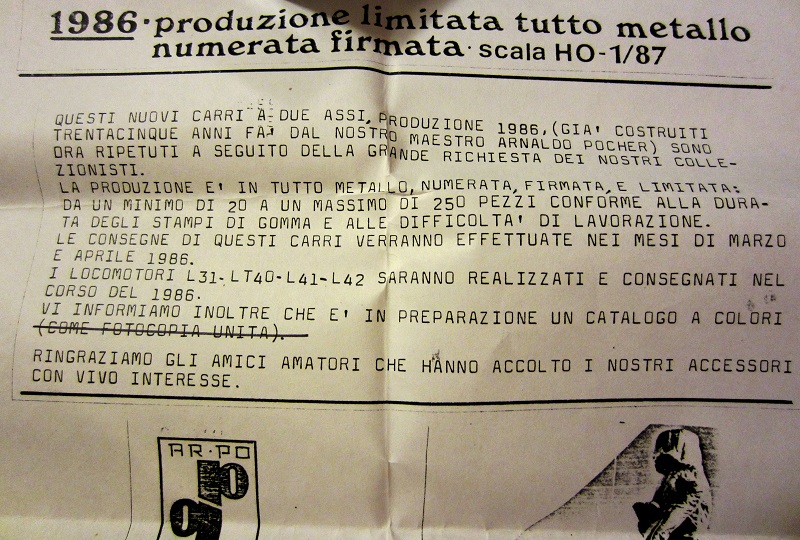 1986·produzione limitata tutto metallo
numerata firmata· scala HO-1/87
QUESTI NUOVI CARRI A DUE ASSI, PRODUZIONE 1986,(GIA' COSTRUITI
TRENTACINQUE ANNI FA' DAL NOSTRO MAESTRO ARNALDO POCHER) SONO
ORA RIPETUTI A SEGUITO DELLA GRANDE RICHIESTA DEI NOSTRI COLLE-
ZIONISTI.
LA PRODUZIONE E' IN TUTTO METALLO, NUMERATA, FIRMATA, E LIMITATA:
DA UN MINIMO DI 20 A UN MASSIMO DI 250 PEZZI CONFORME ALLA DURA-
TA DEGLI STAMPI DI GOMMA E ALLE DIFFICOLTA' DI LAVORAZIONE.
LE CONSEGNE DI QUESTI CARRI VERRANNO EFFETTUATE NEI MESI DI MARZO
E APRILE 1986.
I LOCOMOTORI L31-LT40-L41-L42 SARANNO REALIZZATI E CONSEGNATI NEL
CORSO DEL 1986.
VI INFORMIAMO INOLTRE CHE E' IN PREPARAZIONE UN CATALOGO A COLORI
(COME FOTOCOPIA UNITA).
RINGRAZIAMO GLI AMICI AMATORI CHE HANNO ACCOLTO I NOSTRI ACCESSORI
CON VIVO INTERESSE.
AR·PO